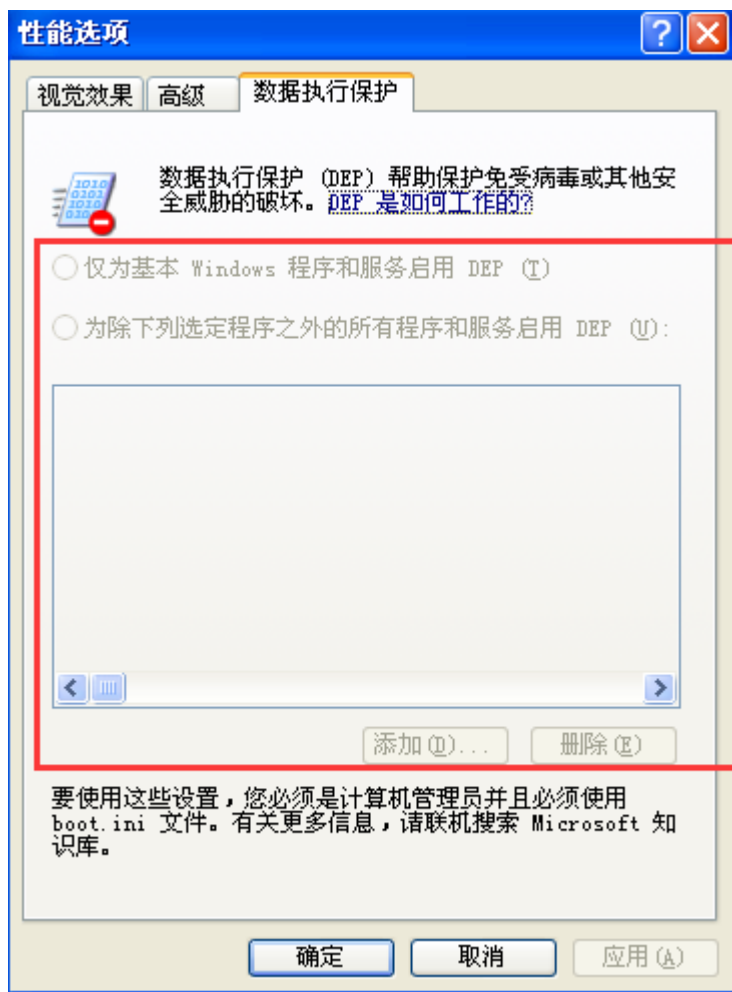 性能选项
视觉效果 高级 数据执行保护
数据执行保护 (DEP) 帮助保护免受病毒或其他安
全威胁的破坏。DEP 是如何工作的?
仅为基本 Windows 程序和服务启用 DEP (T)
为除下列选定程序之外的所有程序和服务启用 DEP (U):
添加(D)... 删除(E)
要使用这些设置，您必须是计算机管理员并且必须使用
boot.ini 文件。有关更多信息，请联机搜索 Microsoft 知
识库。
确定 取消 应用(A)